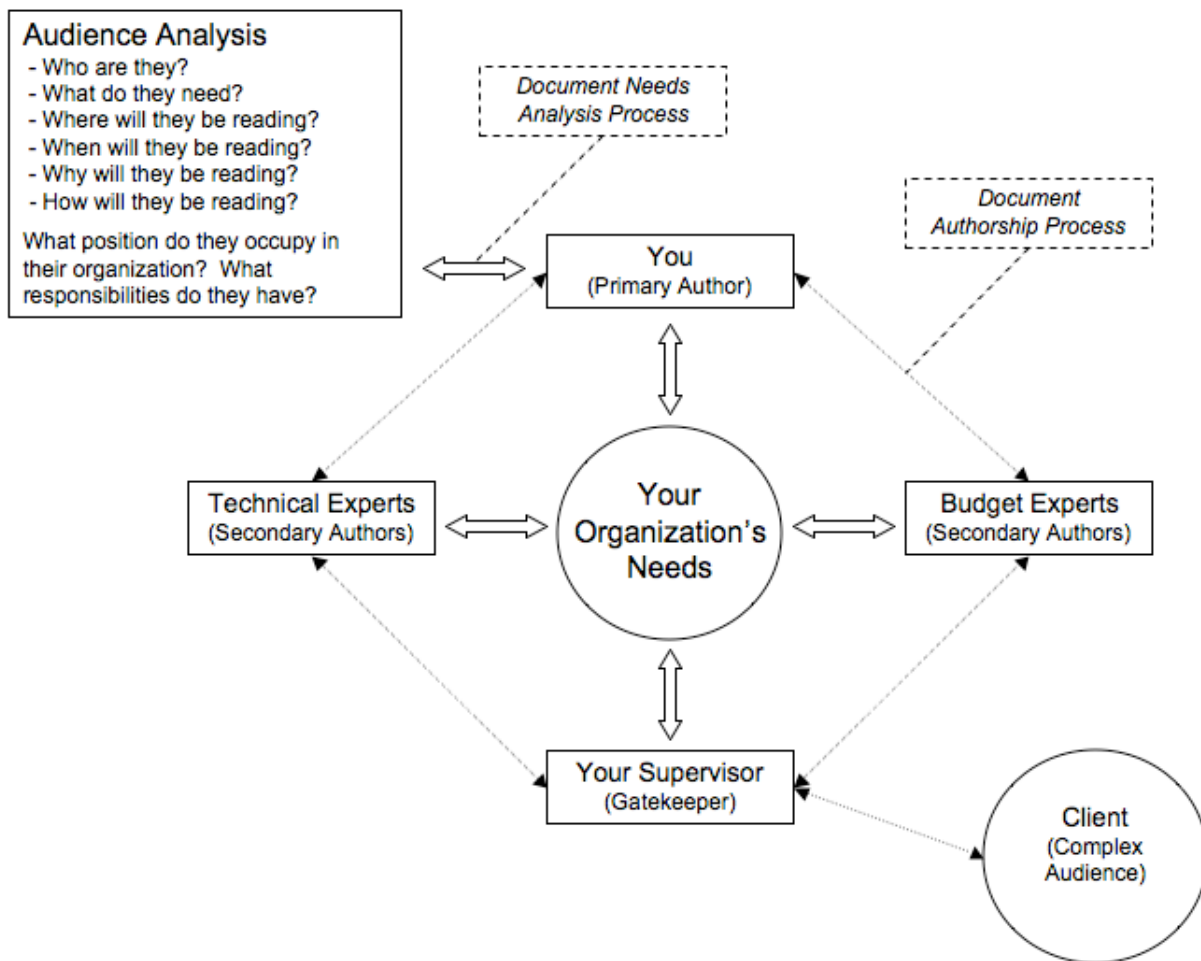 Audience Analysis
- Who are they?
- What do they need?
- Where will they be reading?
- When will they be reading?
- Why will they be reading?
- How will they be reading?
What position do they occupy in
their organization?  What
responsibilities do they have?
Document Needs
Analysis Process
Document
Authorship Process
You
(Primary Author)
Technical Experts
(Secondary Authors)
Your
Organization's
Needs
Budget Experts
(Secondary Authors)
Your Supervisor
(Gatekeeper)
Client
(Complex
Audience)